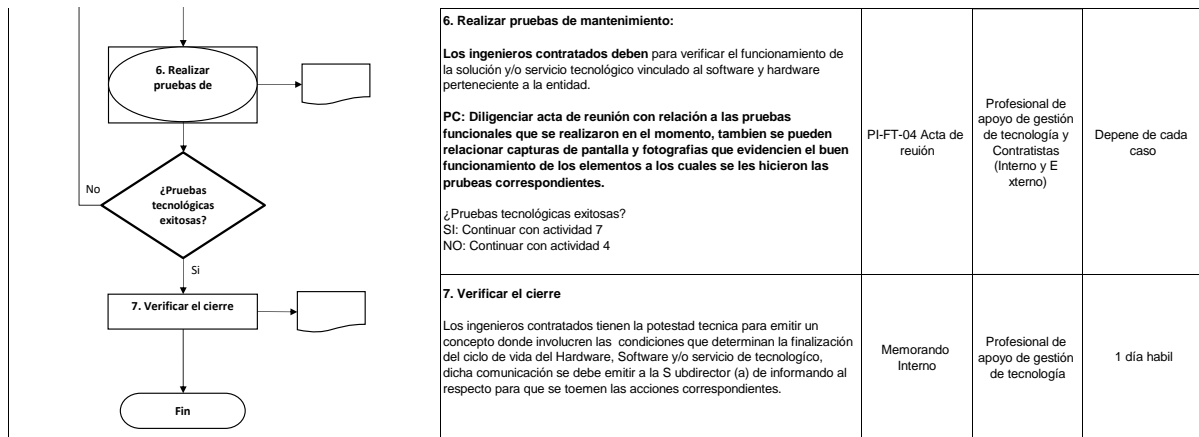 6. Realizar
pruebas de
No
¿Pruebas
tecnológicas
exitosas?
Si
7. Verificar el cierre
Fin
6. Realizar pruebas de mantenimiento:
Los ingenieros contratados deben para verificar el funcionamiento de
la solución y/o servicio tecnológico vinculado al software y hardware
perteneciente a la entidad.
PC: Diligenciar acta de reunión con relación a las pruebas
funcionales que se realizaron en el momento, tambien se pueden
relacionar capturas de pantalla y fotografias que evidencien el buen
funcionamiento de los elementos a los cuales se les hicieron las
prubeas correspondientes.
¿Pruebas tecnológicas exitosas?
SI: Continuar con actividad 7
NO: Continuar con actividad 4
PI-FT-04 Acta de
reuión
Profesional de
apoyo de gestión
de tecnología y
Contratistas
(Interno y E
xterno)
Depene de cada
caso
7. Verificar el cierre
Los ingenieros contratados tienen la potestad tecnica para emitir un
concepto donde involucren las condiciones que determinan la finalización
del ciclo de vida del Hardware, Software y/o servicio de tecnologíco,
dicha comunicación se debe emitir a la S ubdirector (a) de informando al
respecto para que se toemen las acciones correspondientes.
Memorando
Interno
Profesional de
apoyo de gestión
de tecnología
1 día habil